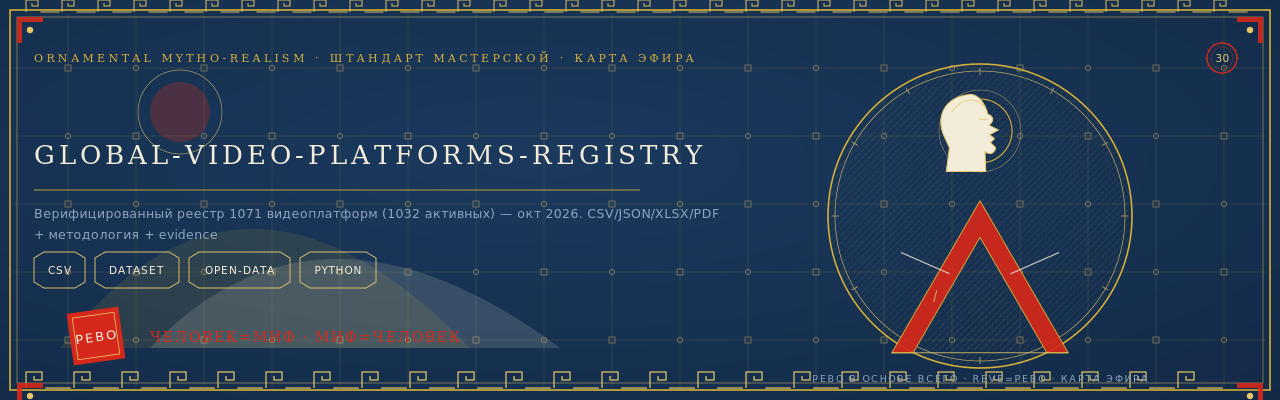 ORNAMENTAL MYTHO-REALISM · ШТАНДАРТ МАСТЕРСКОЙ · КАРТА ЭФИРА
30
GLOBAL-VIDEO-PLATFORMS-REGISTRY
Верифицированный реестр 1071 видеоплатформ (1032 активных) — окт 2026. CSV/JSON/XLSX/PDF
+ методология + evidence
CSV DATASET OPEN-DATA PYTHON
РЕВО
ЧЕЛОВЕК=МИФ · МИФ=ЧЕЛОВЕК
РЕВО В ОСНОВЕ ВСЕГО · REVE=РЕВО · КАРТА ЭФИРА